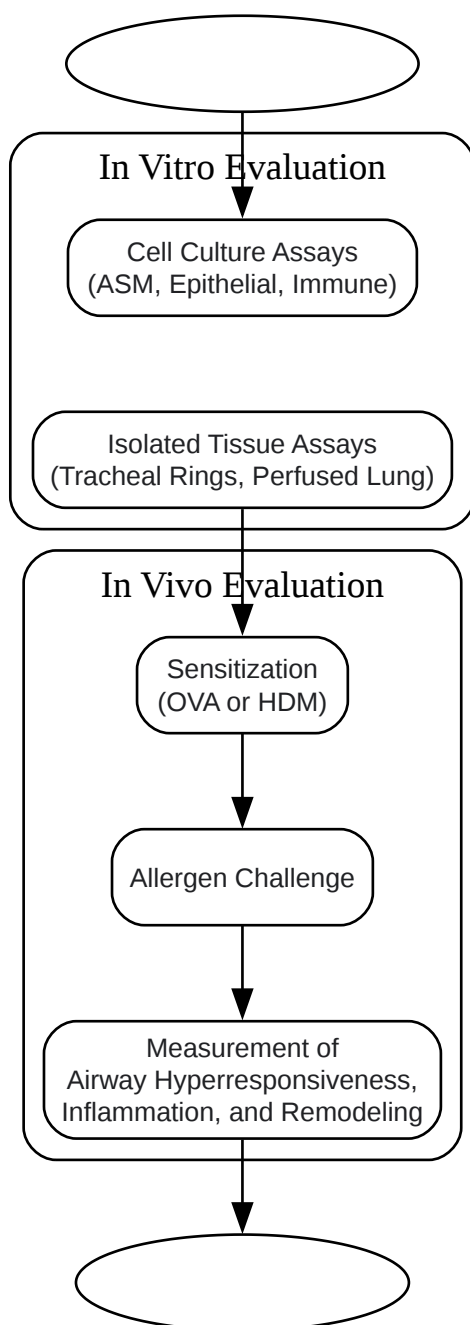 In Vitro Evaluation
Cell Culture Assays
(ASM, Epithelial, Immune)
Isolated Tissue Assays
(Tracheal Rings, Perfused Lung)
In Vivo Evaluation
Sensitization
(OVA or HDM)
Allergen Challenge
Measurement of
Airway Hyperresponsiveness,
Inflammation, and Remodeling